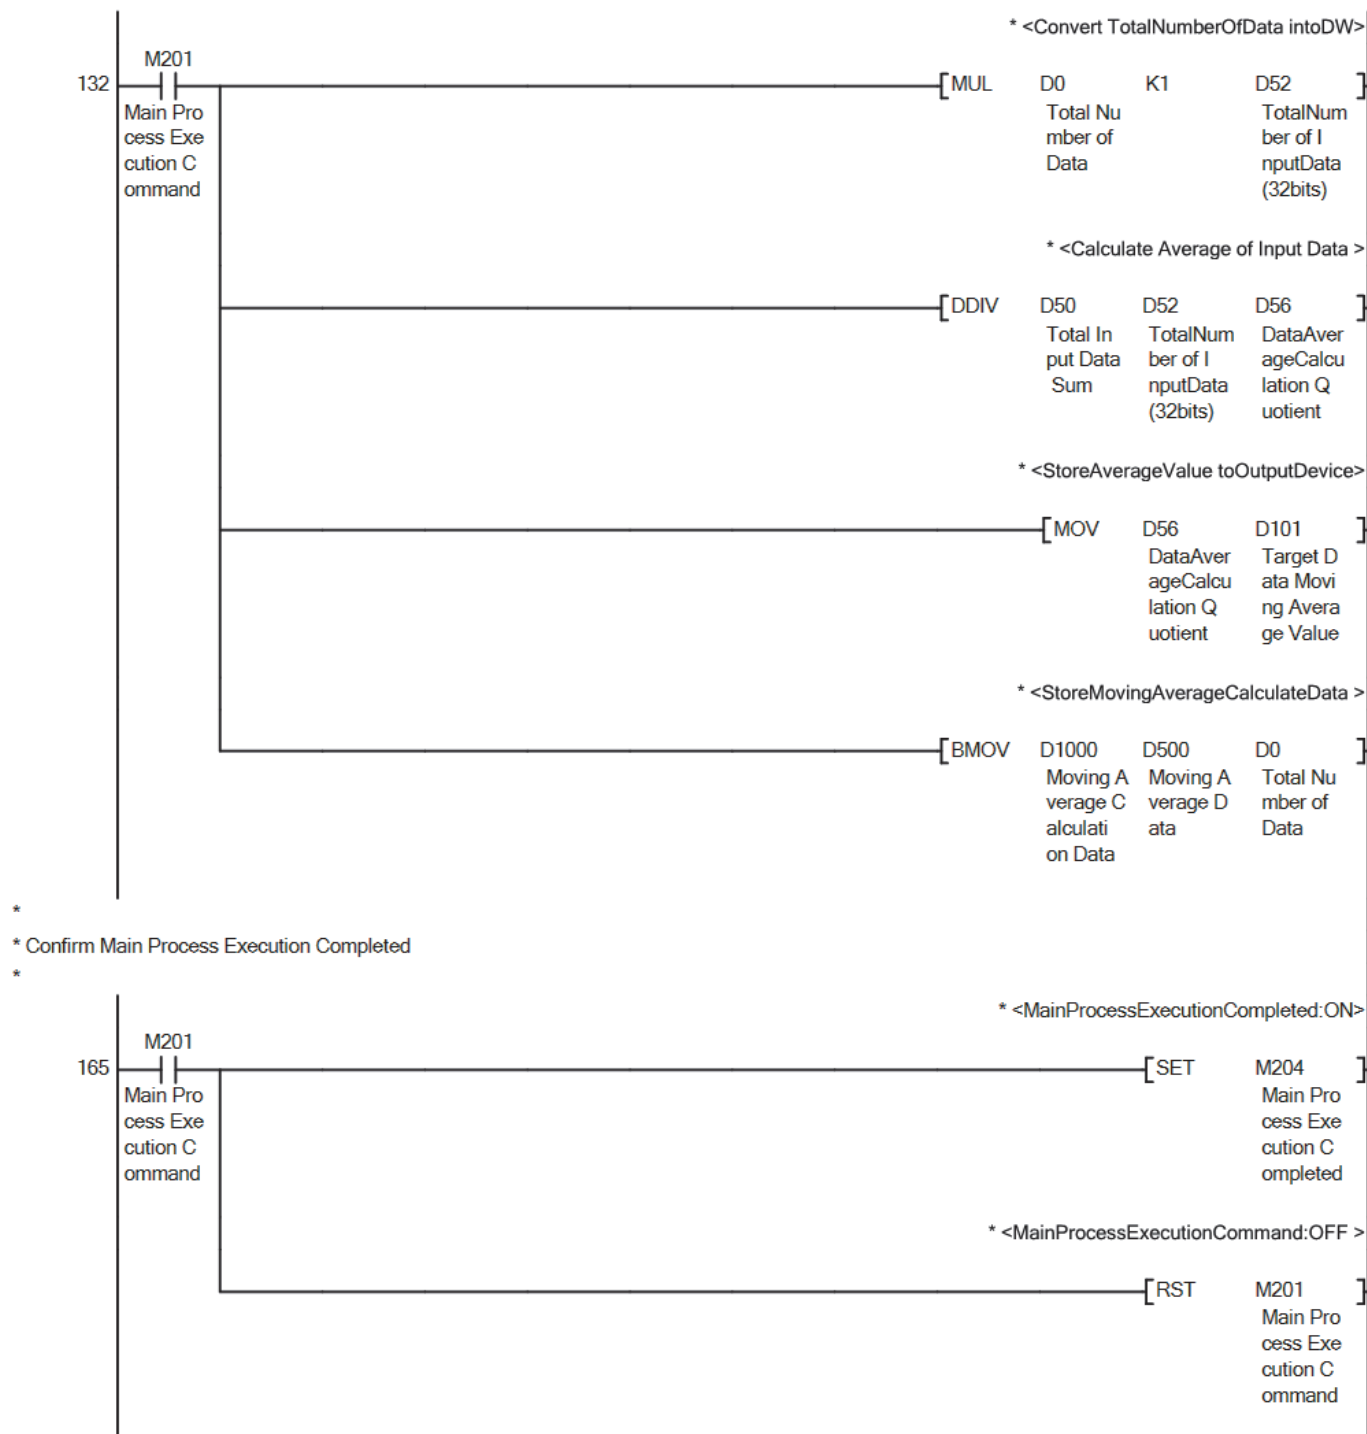 * <Convert TotalNumberOfData intoDW>
M201
132 [MUL D0 K1 D52 ]
Main Pro Total Nu TotalNum
cess Exe mber of ber of I
cution C Data nputData
ommand (32bits)
* <Calculate Average of Input Data >
[DDIV D50 D52 D56 ]
Total In TotalNum DataAver
put Data ber of I ageCalcu
Sum nputData lation Q
(32bits) uotient
* <StoreAverageValue toOutputDevice>
[MOV D56 D101 ]
DataAver Target D
ageCalcu ata Movi
lation Q ng Avera
uotient ge Value
* <StoreMovingAverageCalculateData >
[BMOV D1000 D500 D0 ]
Moving A Moving A Total Nu
verage C verage D mber of
alculati ata Data
on Data
*
* Confirm Main Process Execution Completed
*
* <MainProcessExecutionCompleted:ON>
M201
165 [SET M204 ]
Main Pro Main Pro
cess Exe cess Exe
cution C cution C
ommand ompleted
* <MainProcessExecutionCommand:OFF >
[RST M201 ]
Main Pro
cess Exe
cution C
ommand